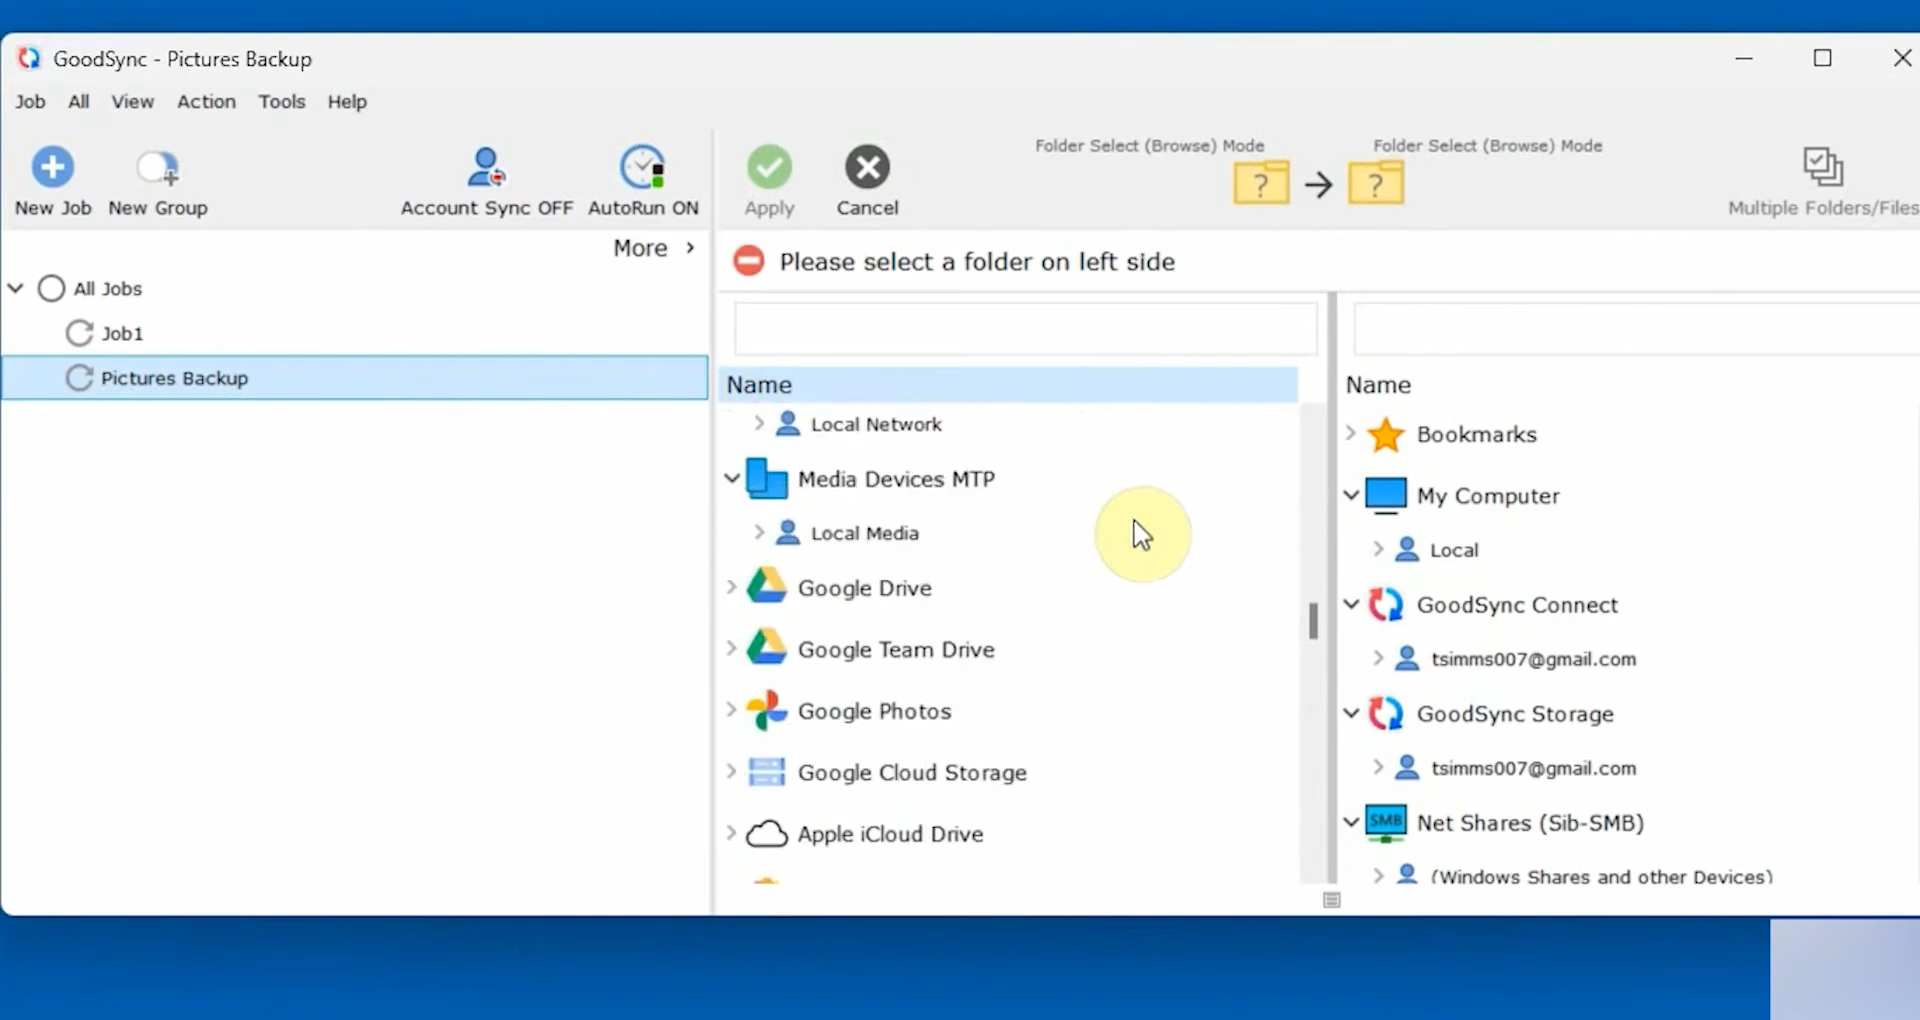 GoodSync - Pictures Backup
Job All View Action Tools Help
New Job New Group Account Sync OFF AutoRun ON
More
All Jobs
Job1
Pictures Backup
Apply Cancel
Folder Select (Browse) Mode Folder Select (Browse) Mode
? ?
Multiple Folders/Files
Please select a folder on left side
Name
Local Network
Media Devices MTP
Local Media
Google Drive
Google Team Drive
Google Photos
Google Cloud Storage
Apple iCloud Drive
Name
Bookmarks
My Computer
Local
GoodSync Connect
tsimms007@gmail.com
GoodSync Storage
tsimms007@gmail.com
SMB Net Shares (Sib-SMB)
(Windows Shares and other Devices)